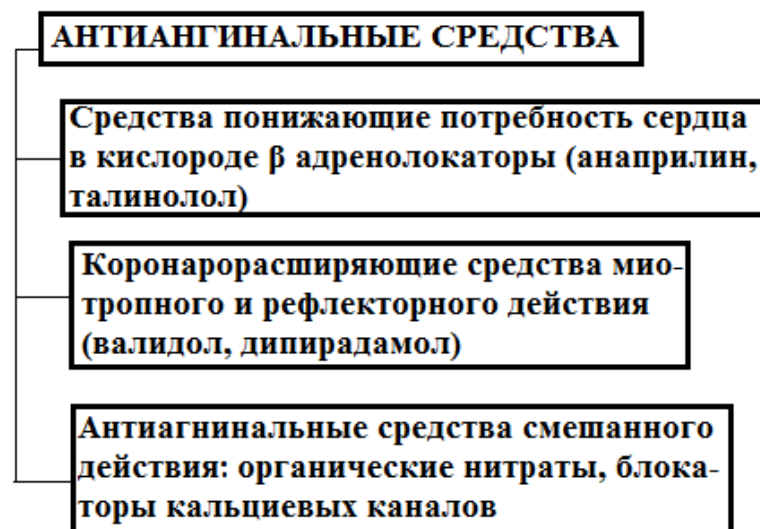 АНТИАНГИНАЛЬНЫЕ СРЕДСТВА
Средства понижающие потребность сердца
в кислороде β адренолокаторы (анаприлин,
талинолол)
Коронарорасширяющие средства мио-
тропного и рефлекторного действия
(валидол, дипирадамол)
Антиагнинальные средства смешанного
действия: органические нитраты, блока-
торы кальциевых каналов